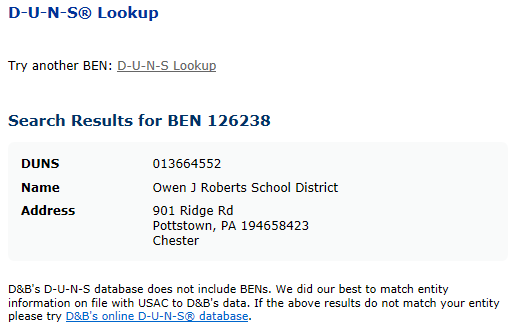 D-U-N-S® Lookup
Try another BEN: D-U-N-S Lookup
Search Results for BEN 126238
DUNS 013664552
Name Owen J Roberts School District
Address 901 Ridge Rd
Pottstown, PA 194658423
Chester
D&B's D-U-N-S database does not include BENs. We did our best to match entity
information on file with USAC to D&B's data. If the above results do not match your entity
please try D&B's online D-U-N-S® database.